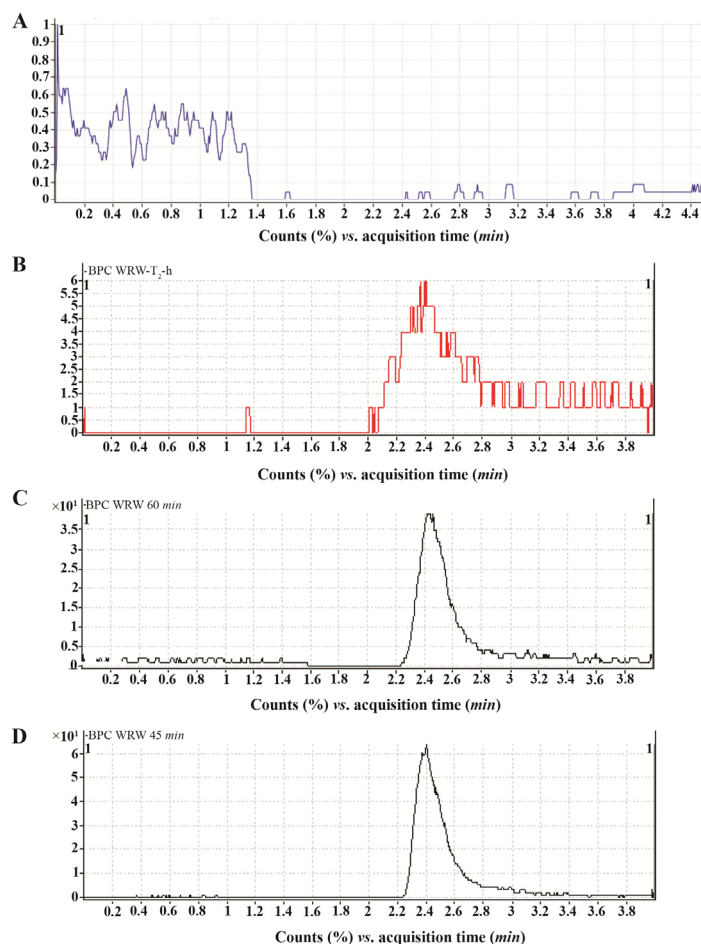 A
1
1
0.9
0.8
0.7
0.6
0.5
0.4
0.3
0.2
0.1
0
0.2 0.4 0.6 0.8 1 1.2 1.4 1.6 1.8 2 2.2 2.4 2.6 2.8 3 3.2 3.4 3.6 3.8 4 4.2 4.4
Counts (%) vs. acquisition time (min)
B
-BPC WRW-T₂-h
6
1 1
5.5
5
4.5
4
3.5
3
2.5
2
1.5
1
0.5
0
0.2 0.4 0.6 0.8 1 1.2 1.4 1.6 1.8 2 2.2 2.4 2.6 2.8 3 3.2 3.4 3.6 3.8
Counts (%) vs. acquisition time (min)
C
×10¹ -BPC WRW 60 min
1 1
3.5
3
2.5
2
1.5
1
0.5
0
0.2 0.4 0.6 0.8 1 1.2 1.4 1.6 1.8 2 2.2 2.4 2.6 2.8 3 3.2 3.4 3.6 3.8
Counts (%) vs. acquisition time (min)
D
×10¹ -BPC WRW 45 min
1 1
6
5
4
3
2
1
0
0.2 0.4 0.6 0.8 1 1.2 1.4 1.6 1.8 2 2.2 2.4 2.6 2.8 3 3.2 3.4 3.6 3.8
Counts (%) vs. acquisition time (min)